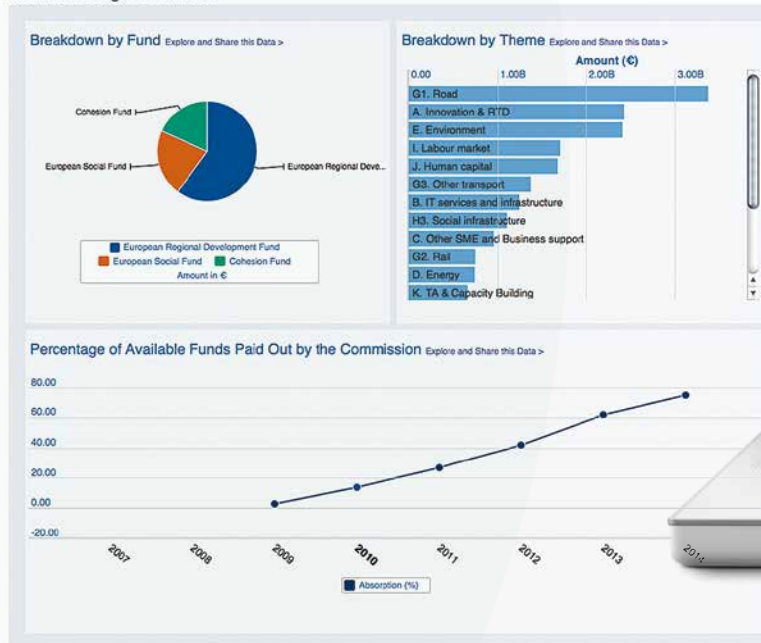 Breakdown by Fund Explore and Share this Data >
Cohesion Fund
European Social Fund
European Regional Deve...
European Regional Development Fund
European Social Fund
Cohesion Fund
Amount in €
Breakdown by Theme Explore and Share this Data >
Amount (€)
0.00 1.00B 2.00B 3.00B
G1. Road
A. Innovation & RTD
E. Environment
I. Labour market
J. Human capital
G3. Other transport
B. IT services and infrastructure
H3. Social infrastructure
C. Other SME and Business support
G2. Rail
D. Energy
K. TA & Capacity Building
Percentage of Available Funds Paid Out by the Commission Explore and Share this Data >
80.00
60.00
40.00
20.00
0.00
-20.00
2007 2008 2009 2010 2011 2012 2013 2014
Absorption (%)